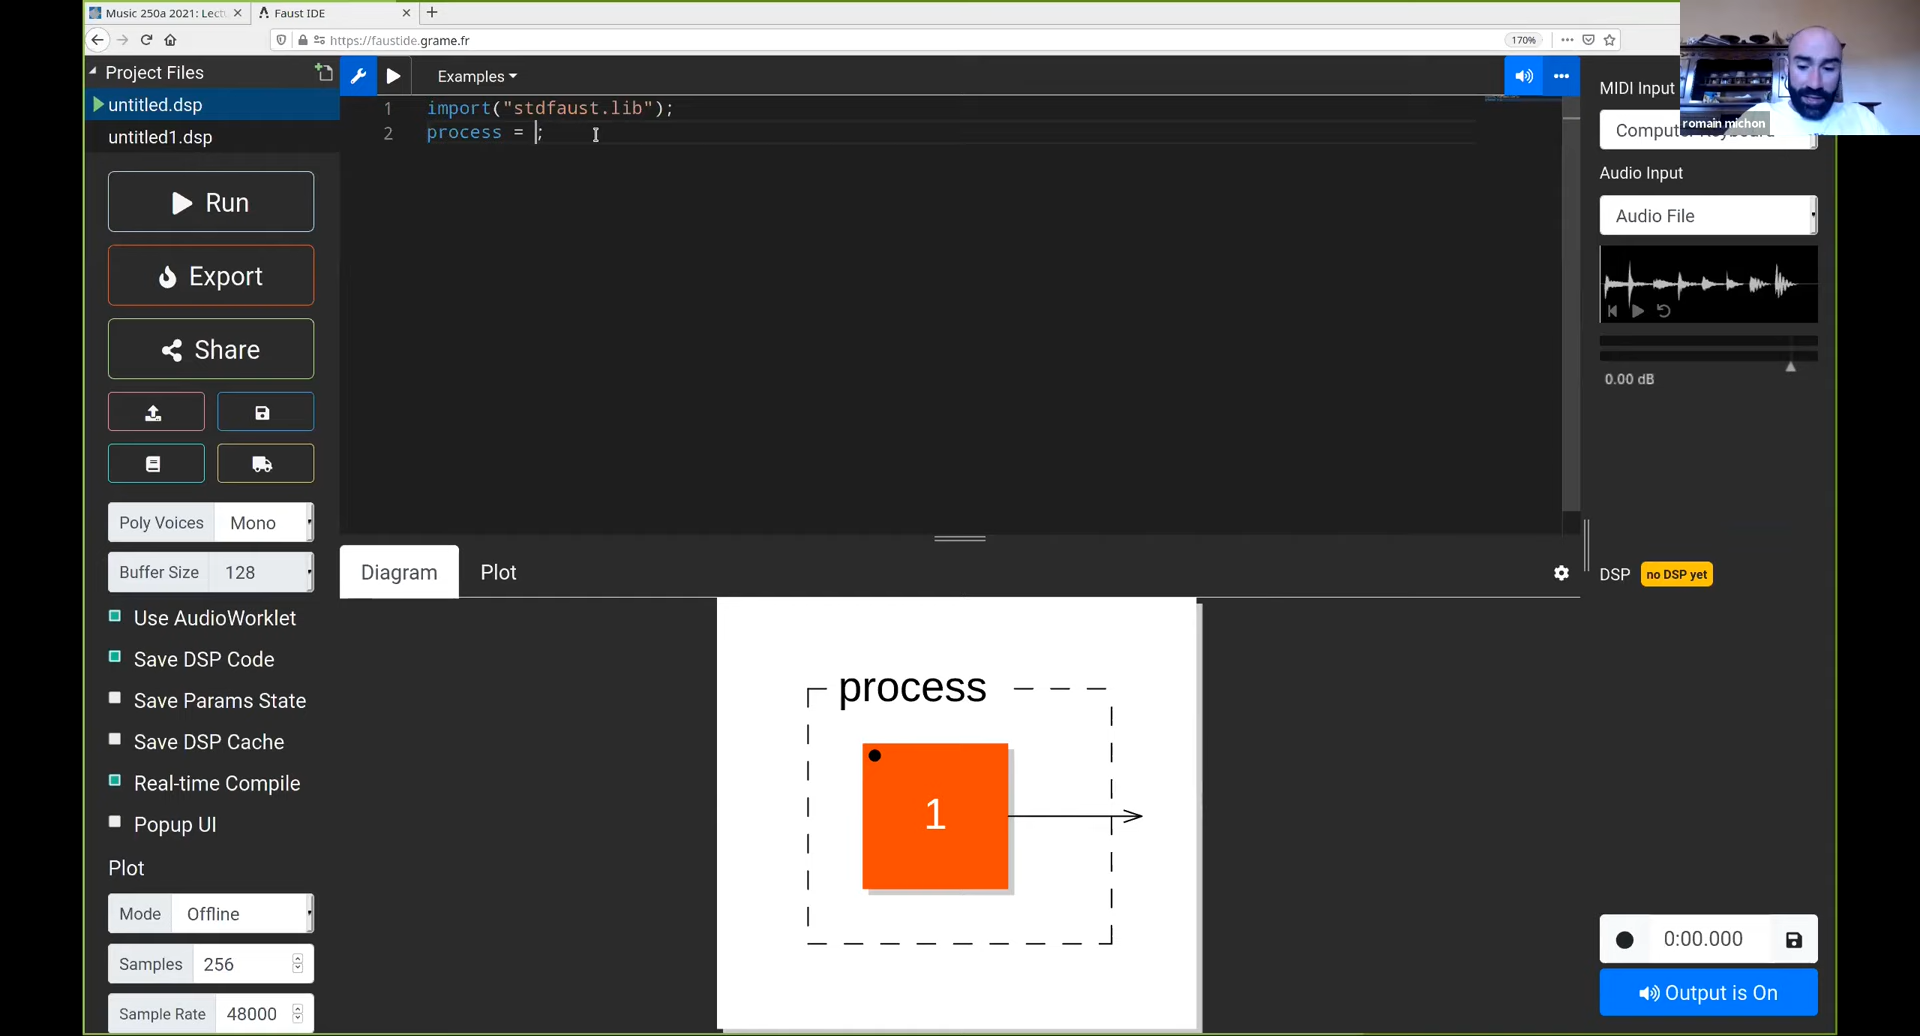 Music 250a 2021: Lectu
Faust IDE
https://faustide.grame.fr
170%
Project Files
untitled.dsp
untitled1.dsp
Run
Export
Share
Poly Voices Mono
Buffer Size 128
Use AudioWorklet
Save DSP Code
Save Params State
Save DSP Cache
Real-time Compile
Popup UI
Plot
Mode Offline
Samples 256
Sample Rate 48000
Examples
1 import("stdfaust.lib");
2 process = ;
Diagram
Plot
process
1
MIDI Input
Computer Keyboard
romain michon
Audio Input
Audio File
0.00 dB
DSP no DSP yet
0:00.000
Output is On